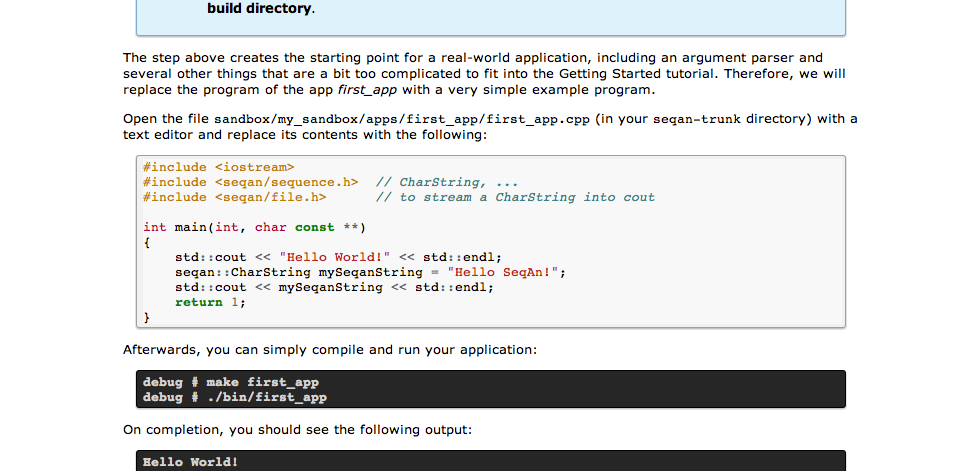 build directory.
The step above creates the starting point for a real-world application, including an argument parser and
several other things that are a bit too complicated to fit into the Getting Started tutorial. Therefore, we will
replace the program of the app first_app with a very simple example program.
Open the file sandbox/my_sandbox/apps/first_app/first_app.cpp (in your seqan-trunk directory) with a
text editor and replace its contents with the following:
#include <iostream>
#include <seqan/sequence.h>  // CharString, ...
#include <seqan/file.h>      // to stream a CharString into cout
int main(int, char const **)
{
    std::cout << "Hello World!" << std::endl;
    seqan::CharString mySeqanString = "Hello SeqAn!";
    std::cout << mySeqanString << std::endl;
    return 1;
}
Afterwards, you can simply compile and run your application:
debug # make first_app
debug # ./bin/first_app
On completion, you should see the following output:
Hello World!